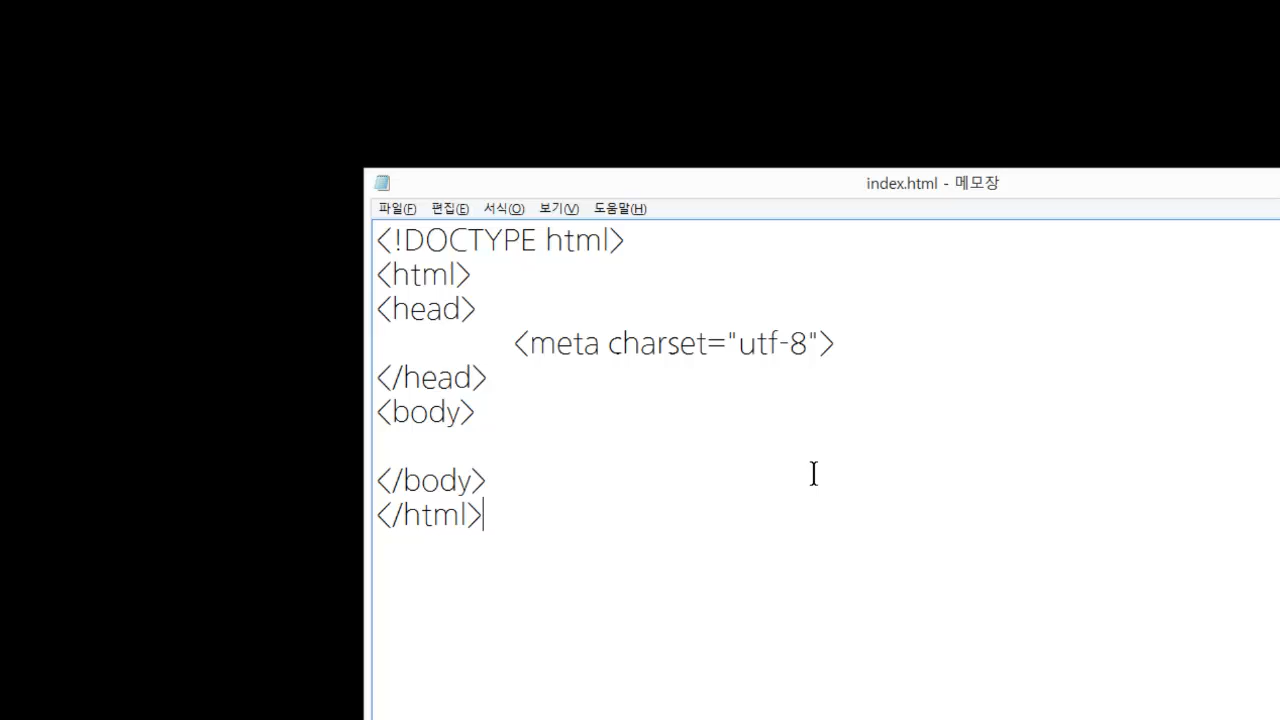 index.html - 메모장
파일(F) 편집(E) 서식(O) 보기(V) 도움말(H)
<!DOCTYPE html>
<html>
<head>
<meta charset="utf-8">
</head>
<body>
</body>
</html>